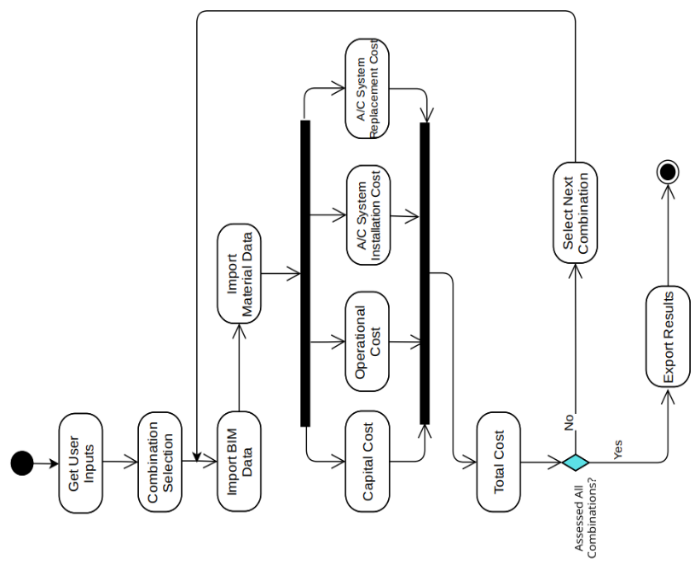 Get User
Inputs
Combination
Selection
Import BIM
Data
Import
Material Data
Capital Cost
Operational
Cost
A/C System
Installation Cost
A/C System
Replacement Cost
Total Cost
Assessed All
Combinations?
No
Yes
Select Next
Combination
Export Results